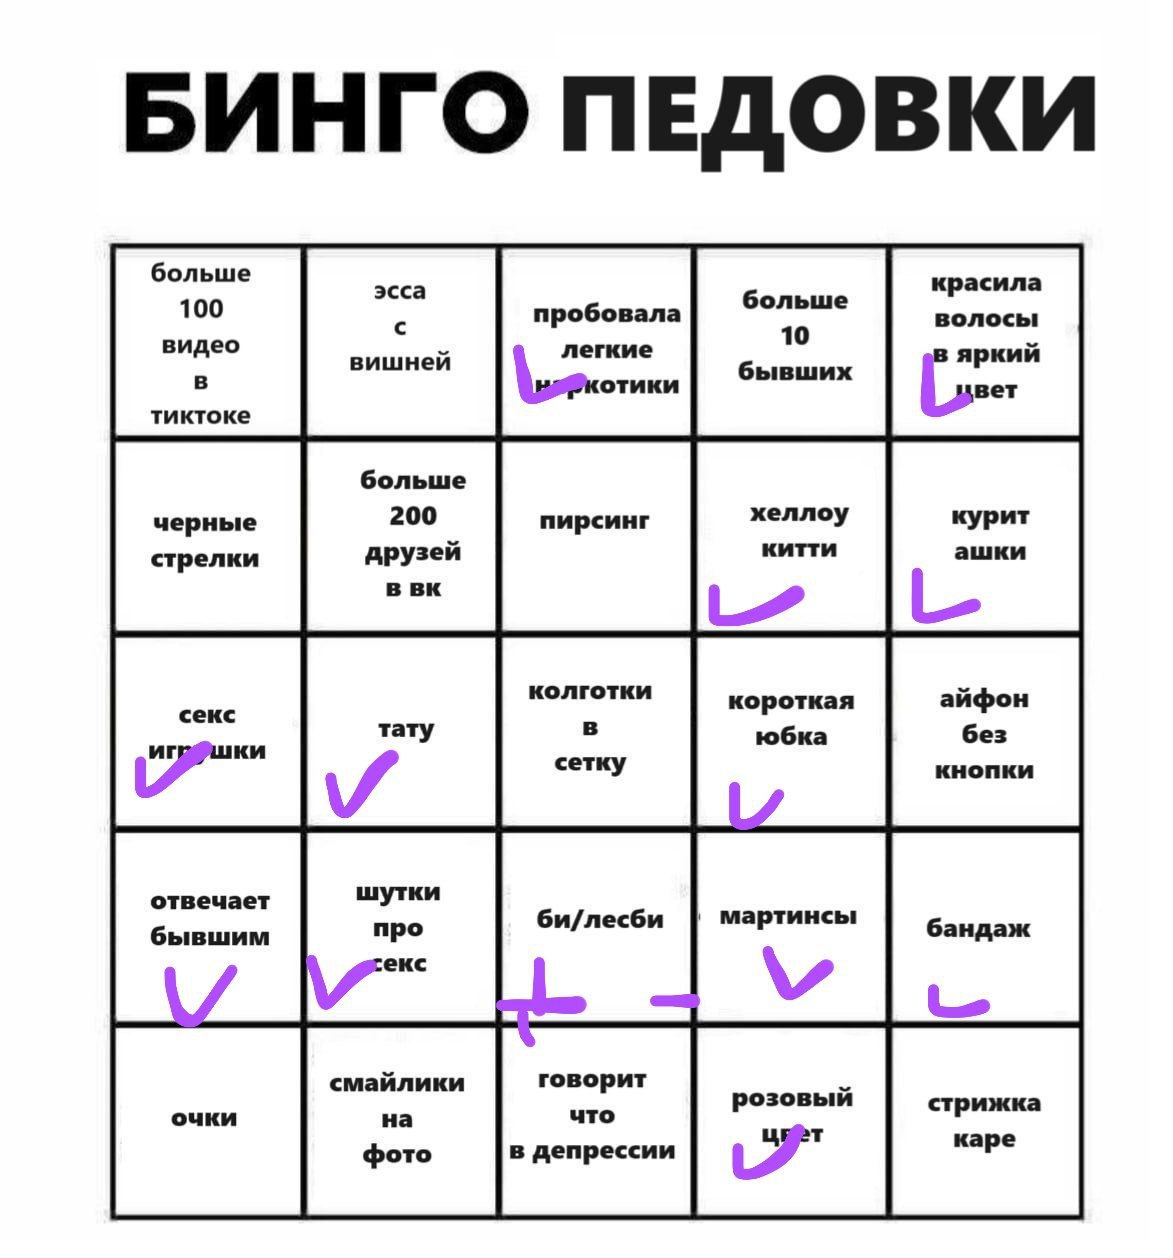 БИНГО ПЕДОВКИ
больше
100
видео
в
тиктоке
эсса
с
вишней
пробовала
легкие
наркотики
больше
10
бывших
красила
волосы
в яркий
цвет
черные
стрелки
больше
200
друзей
в вк
пирсинг
хеллоу
китти
курит
ашки
секс
игрушки
тату
колготки
в
сетку
короткая
юбка
айфон
без
кнопки
отвечает
бывшим
шутки
про
секс
би/лесби
мартинсы
бандаж
очки
смайлики
на
фото
говорит
что
в депрессии
розовый
цвет
стрижка
каре